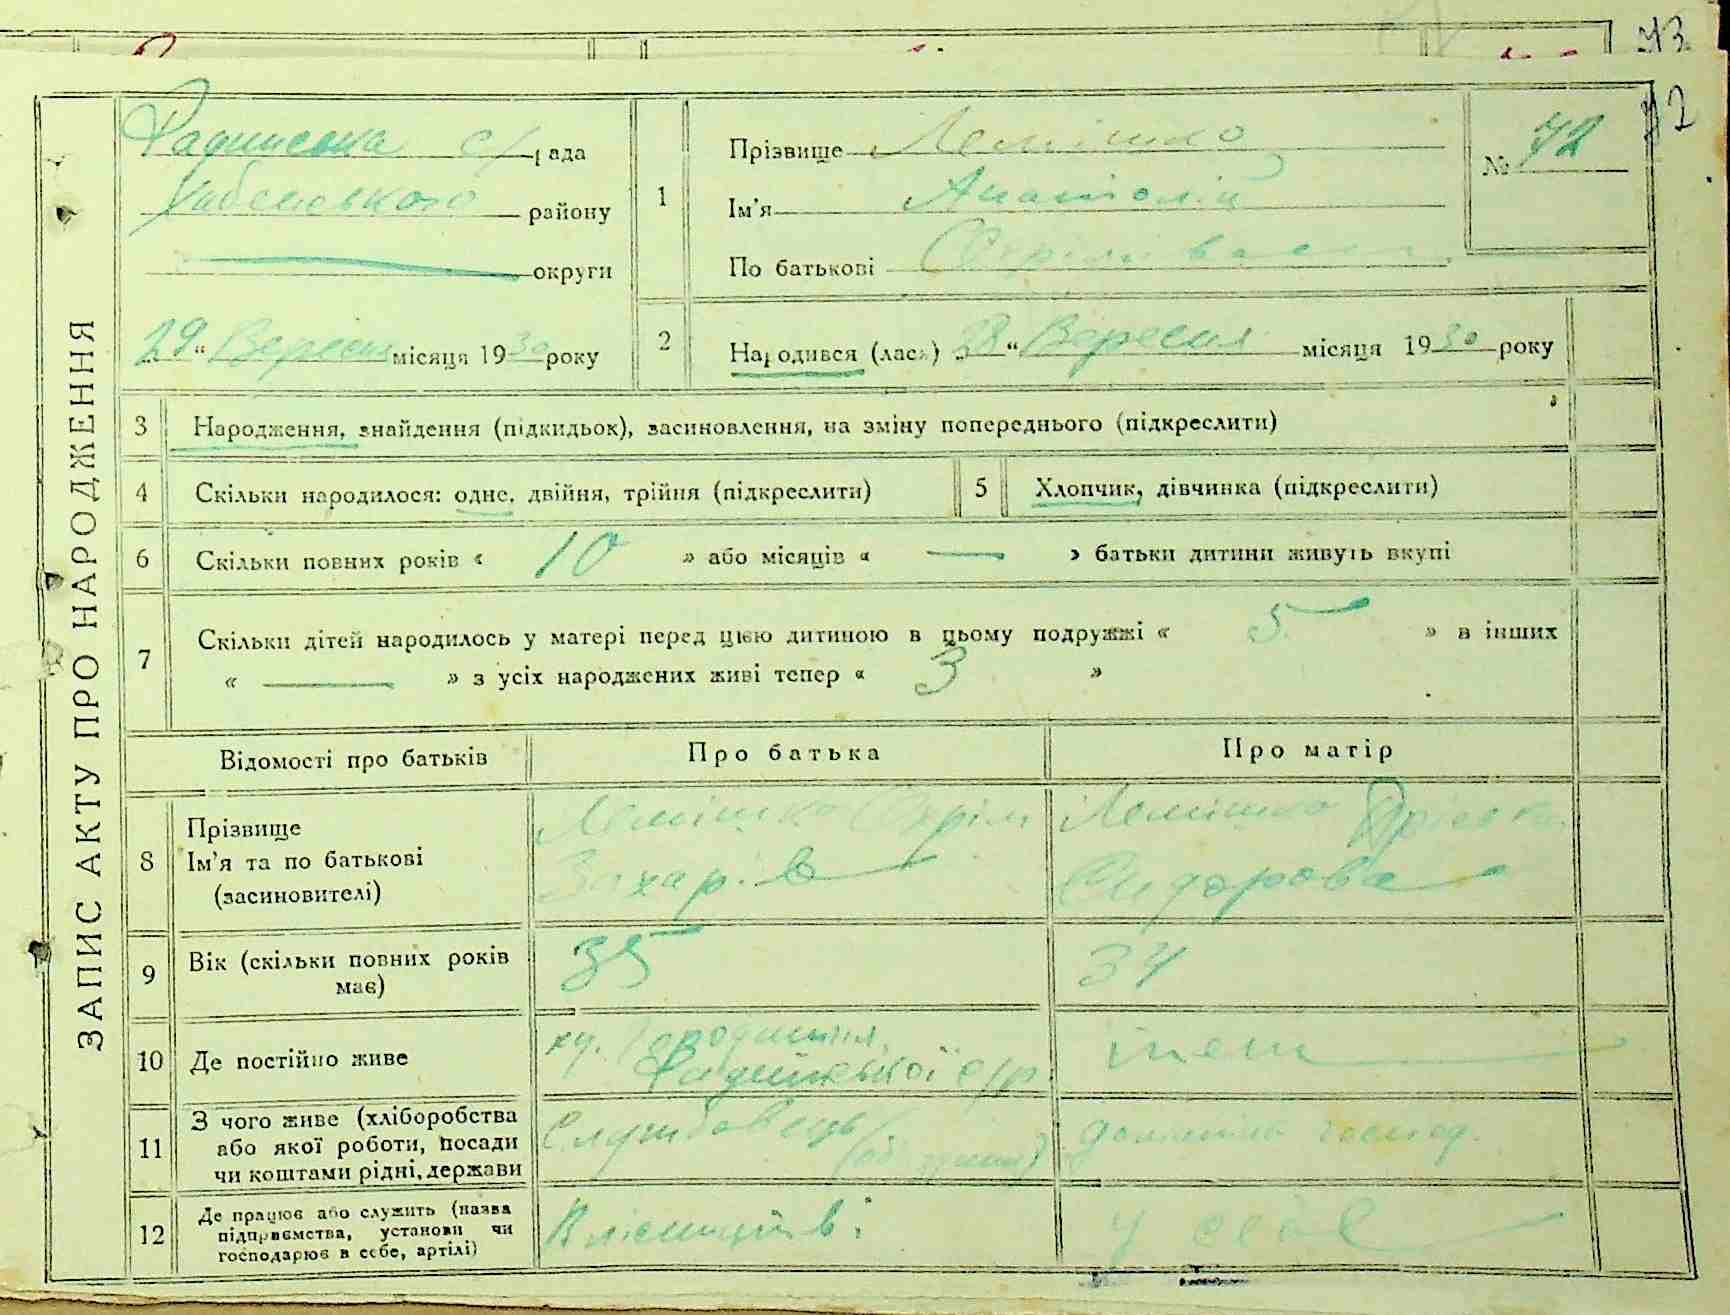 73
72
ЗАПИС АКТУ ПРО НАРОДЖЕННЯ
с/рада
району
округи
29 " Вересня місяця 1930 року
1
Прізвище Лемішко
Ім'я Анатолій
По батькові
№ 72
2
Народився (лася) 28 " Вересня місяця 1930 року
3 Народження, знайдення (підкидьок), засиновлення, на зміну попереднього (підкреслити)
4 Скільки народилося: одне, двійня, трійня (підкреслити)
5 Хлопчик, дівчинка (підкреслити)
6 Скільки повних років « 10 » або місяців « — » батьки дитини живуть вкупі
7 Скільки дітей народилось у матері перед цією дитиною в цьому подружжі « 5 » в інших
« — » з усіх народжених живі тепер « 3 »
Відомості про батьків Про батька Про матір
8 Прізвище Ім'я та по батькові (засиновителі)
Лемішко Охрім
Захарів
Лемішко
Сидорова
9 Вік (скільки повних років має) 35 34
10 Де постійно живе
с/р
теж
11 З чого живе (хліборобства або якої роботи, посади чи коштами рідні, держави
Службовець
домашнє господ.
12 Де працює або служить (назва підприємства, установи чи господарює в себе, артілі)
В лісництві
у себе